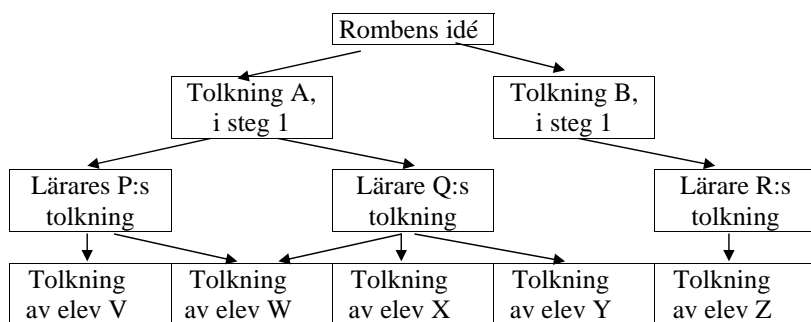 Rombens idé
Tolkning A,
i steg 1
Tolkning B,
i steg 1
Lärares P:s
tolkning
Lärare Q:s
tolkning
Lärare R:s
tolkning
Tolkning
av elev V
Tolkning
av elev W
Tolkning
av elev X
Tolkning
av elev Y
Tolkning
av elev Z